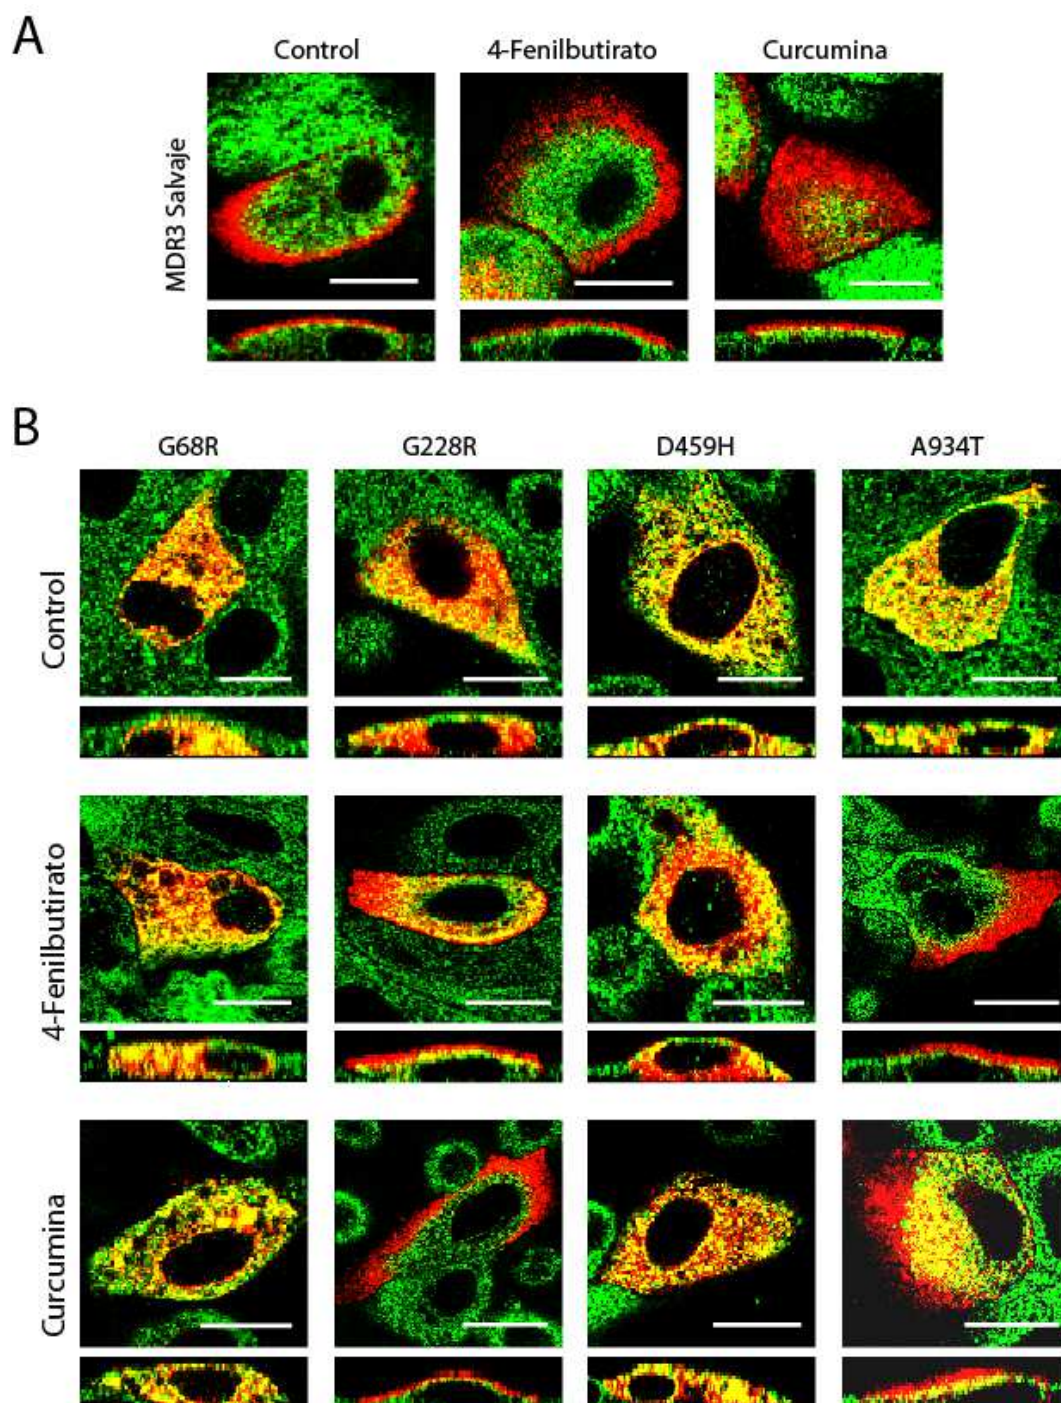 A
Control 4-Fenilbutirato Curcumina
MDR3 Salvaje
B
G68R G228R D459H A934T
Control
4-Fenilbutirato
Curcumina